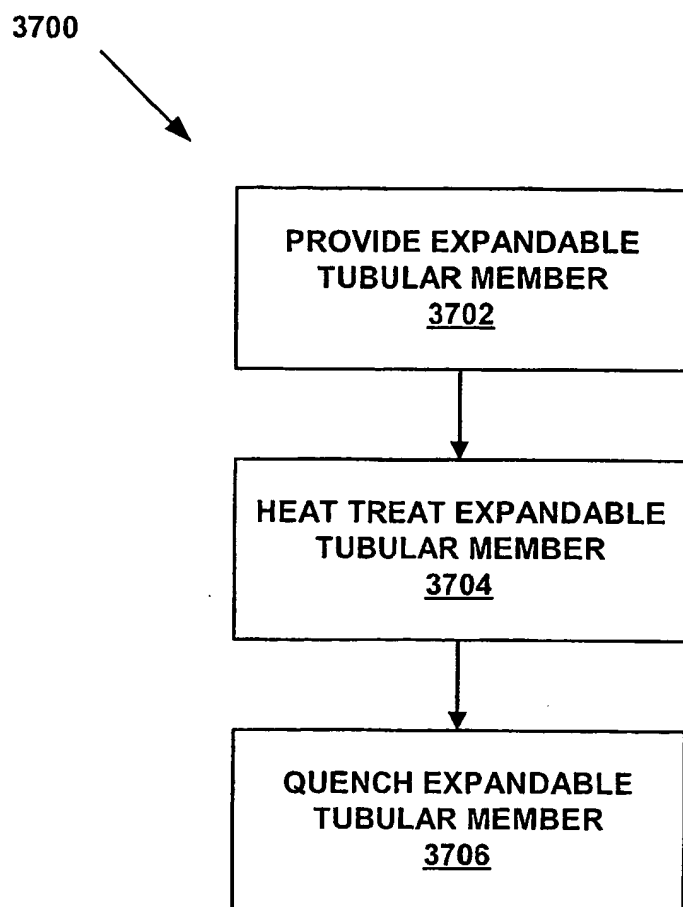 3700
PROVIDE EXPANDABLE
TUBULAR MEMBER
3702
HEAT TREAT EXPANDABLE
TUBULAR MEMBER
3704
QUENCH EXPANDABLE
TUBULAR MEMBER
3706